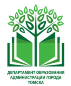 ДЕПАРТАМЕНТ ОБРАЗОВАНИЯ
АДМИНИСТРАЦИИ ГОРОДА
ТОМСКА